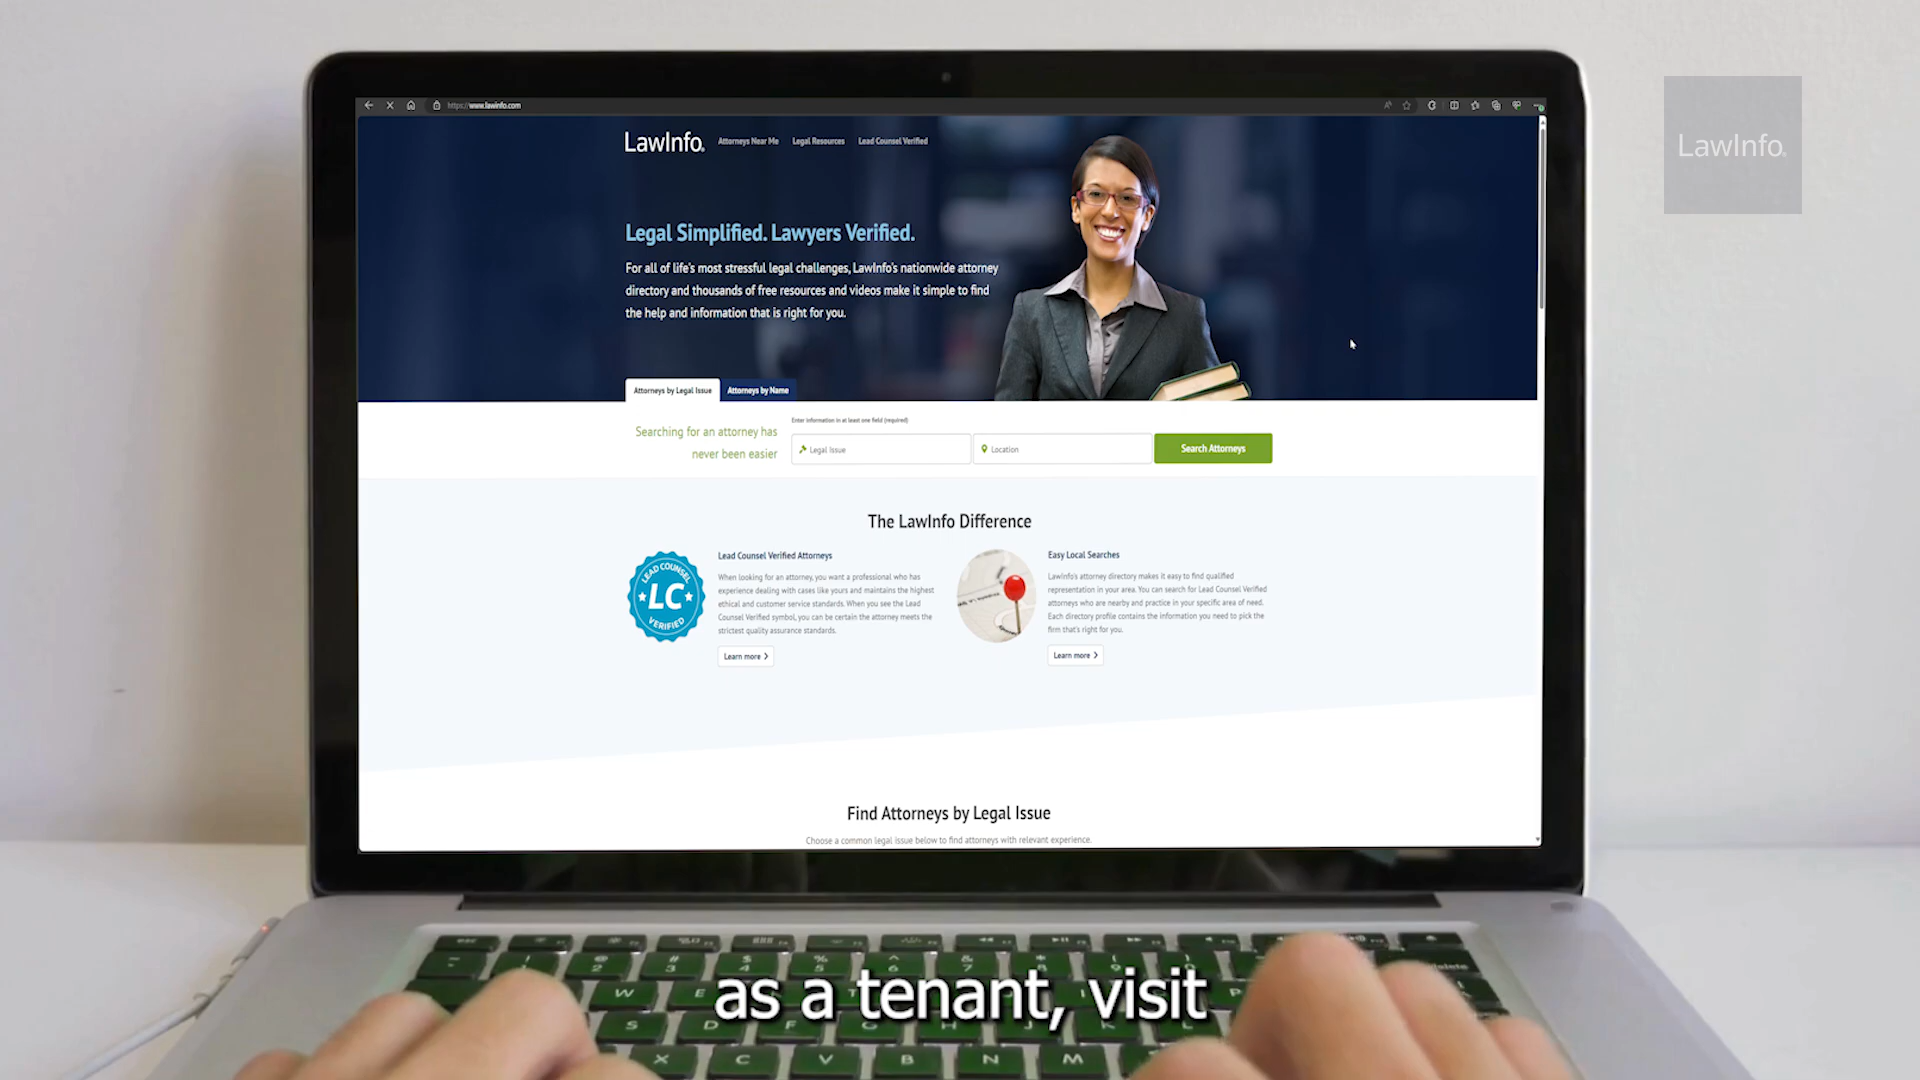 https://www.lawinfo.com
LawInfo.
Attorneys Near Me
Legal Resources
Lead Counsel Verified
LawInfo.
Legal Simplified. Lawyers Verified.
For all of life's most stressful legal challenges, LawInfo's nationwide attorney
directory and thousands of free resources and videos make it simple to find
the help and information that is right for you.
Attorneys by Legal Issue
Attorneys by Name
Enter information in at least one field (required)
Searching for an attorney has
never been easier
Legal Issue
Location
Search Attorneys
The LawInfo Difference
LEAD COUNSEL
LC
VERIFIED
Lead Counsel Verified Attorneys
When looking for an attorney, you want a professional who has
experience dealing with cases like yours and maintains the highest
ethical and customer service standards. When you see the Lead
Counsel Verified symbol, you can be certain the attorney meets the
strictest quality assurance standards.
Learn more
Easy Local Searches
LawInfo's attorney directory makes it easy to find qualified
representation in your area. You can search for Lead Counsel Verified
attorneys who are nearby and practice in your specific area of need.
Each directory profile contains the information you need to pick the
firm that's right for you.
Learn more
Find Attorneys by Legal Issue
Choose a common legal issue below to find attorneys with relevant experience.
as a tenant, visit
W E
S D F
X C V B N M